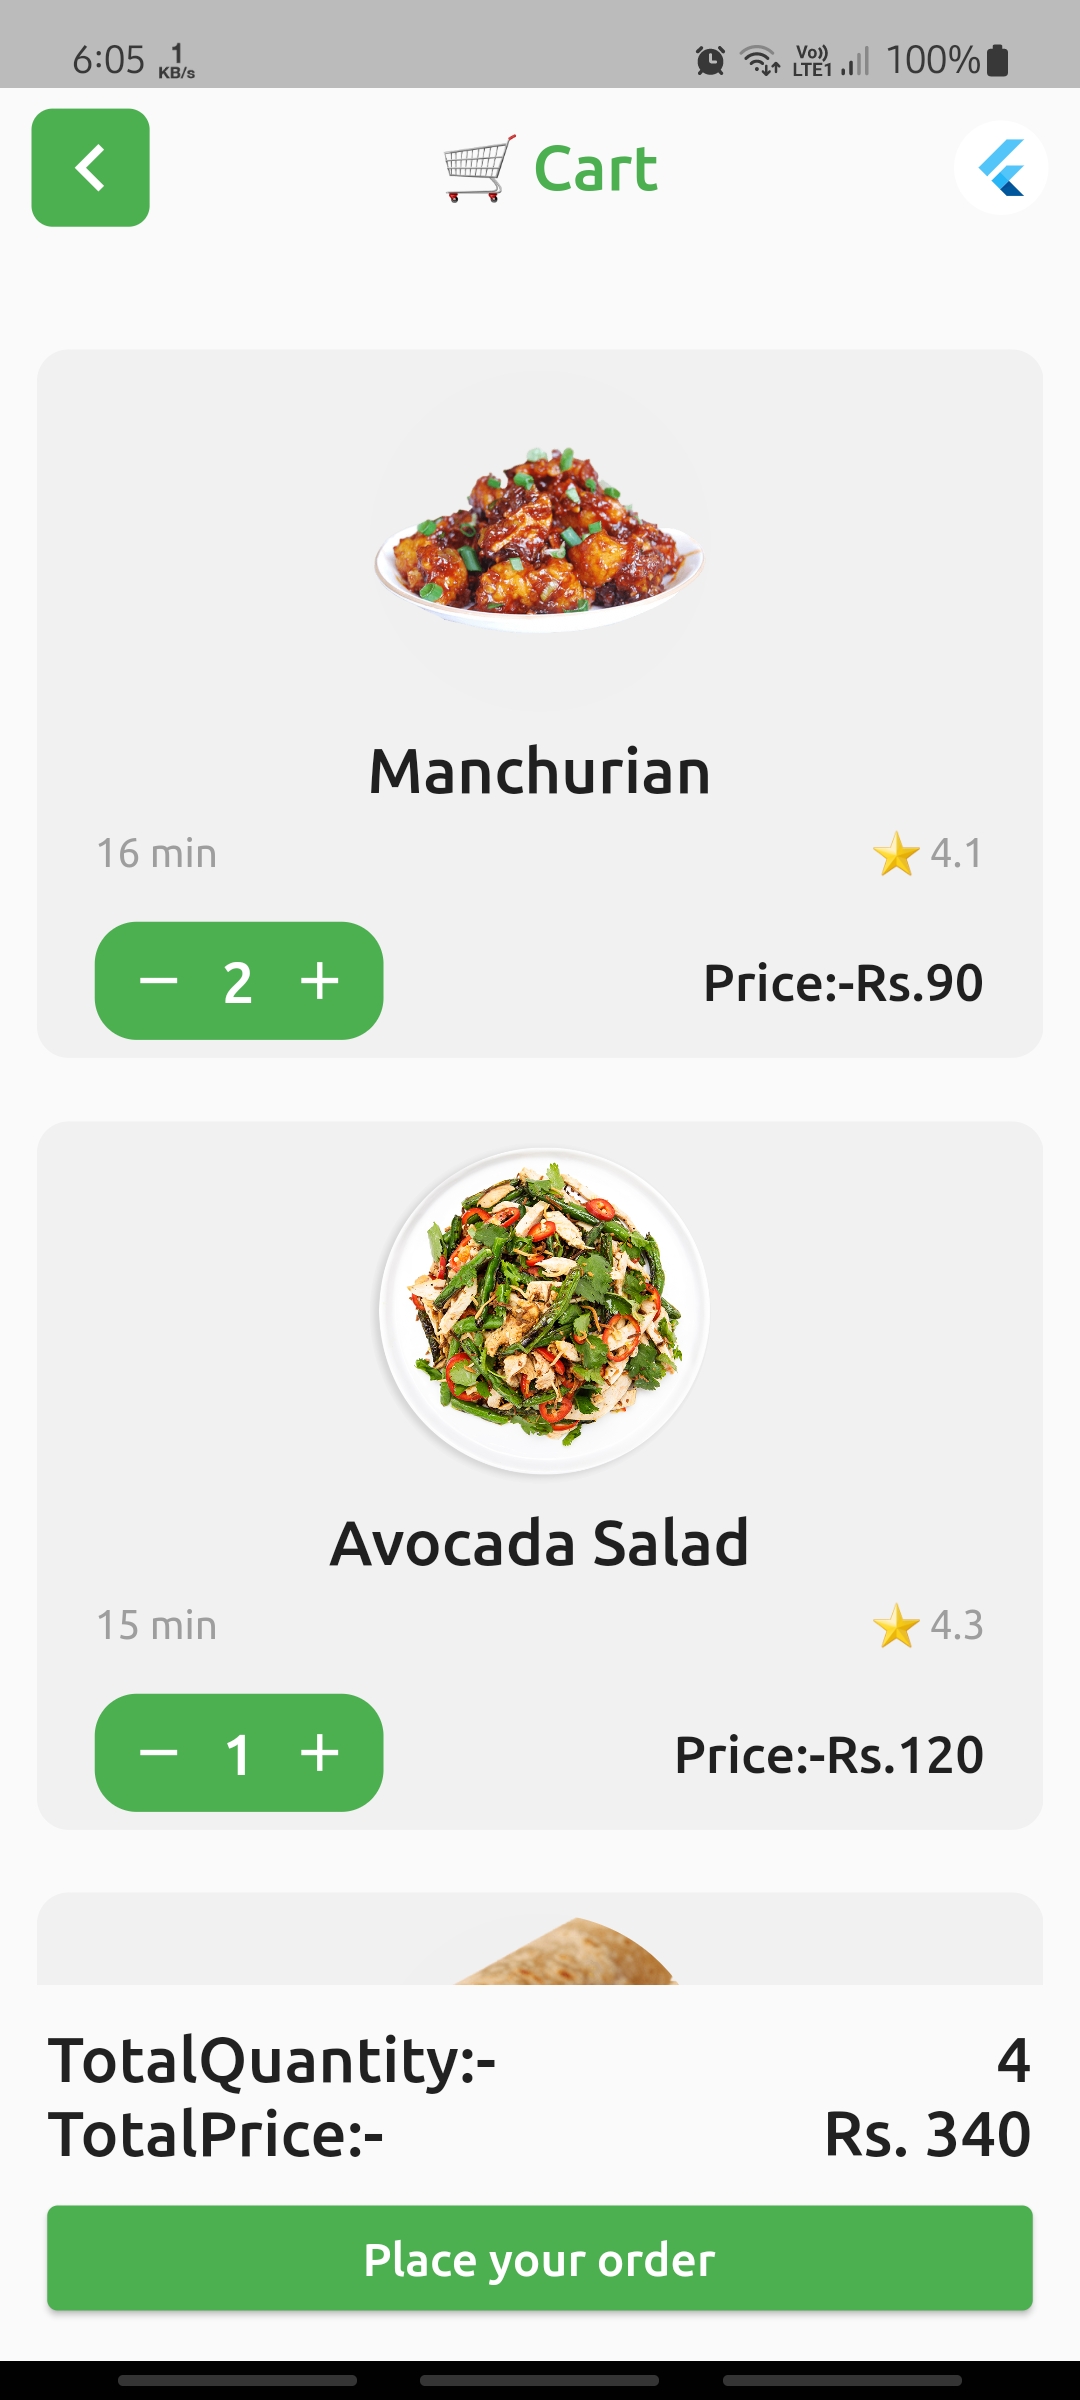 6:05 1 KB/s Vo)) LTE1 100%
Cart
Manchurian
16 min 4.1
2 Price:-Rs.90
Avocada Salad
15 min 4.3
1 Price:-Rs.120
TotalQuantity:- 4
TotalPrice:- Rs. 340
Place your order